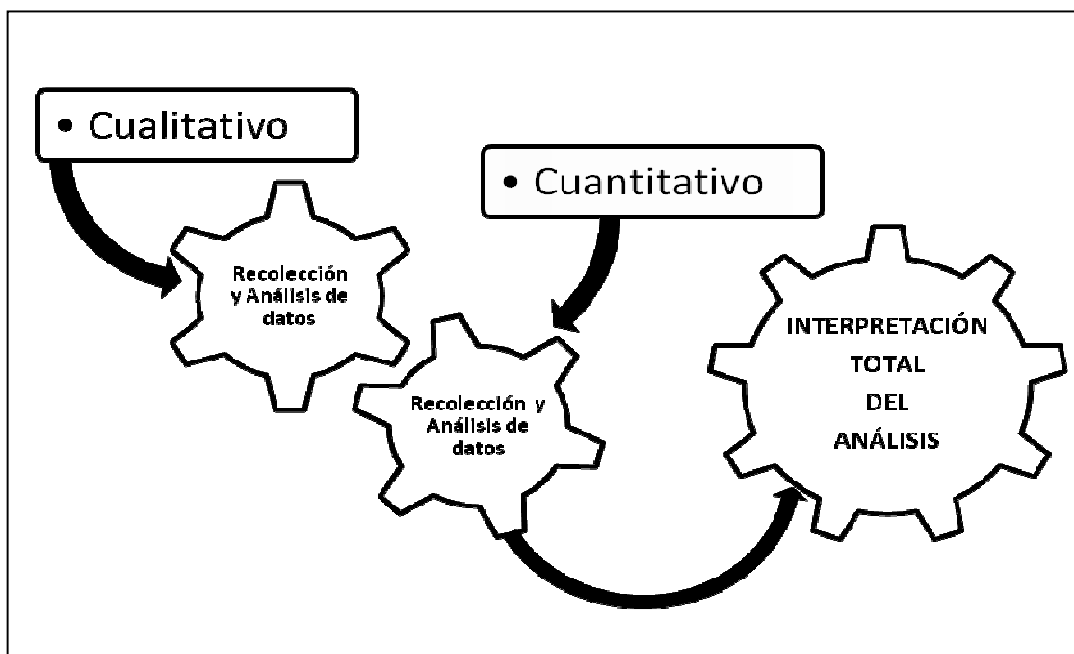 • Cualitativo
• Cuantitativo
Recolección
y Análisis de
datos
Recolección y
Análisis de
datos
INTERPRETACIÓN
TOTAL
DEL
ANÁLISIS